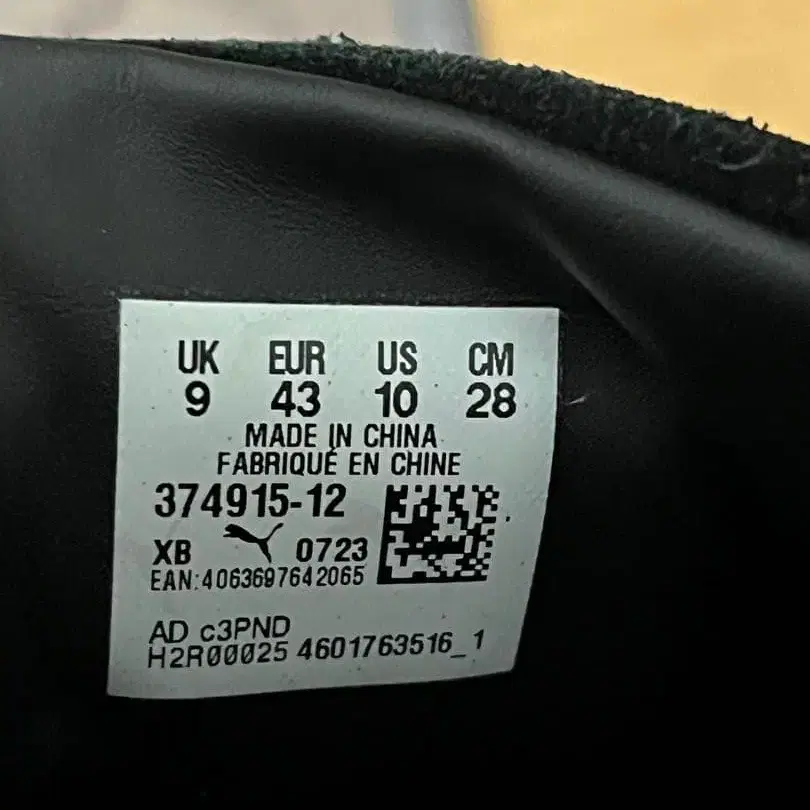 UK EUR US CM
9 43 10 28
MADE IN CHINA
FABRIQUÉ EN CHINE
374915-12
XB 0723
EAN:4063697642065
AD c3PND
H2R00025 4601763516_1